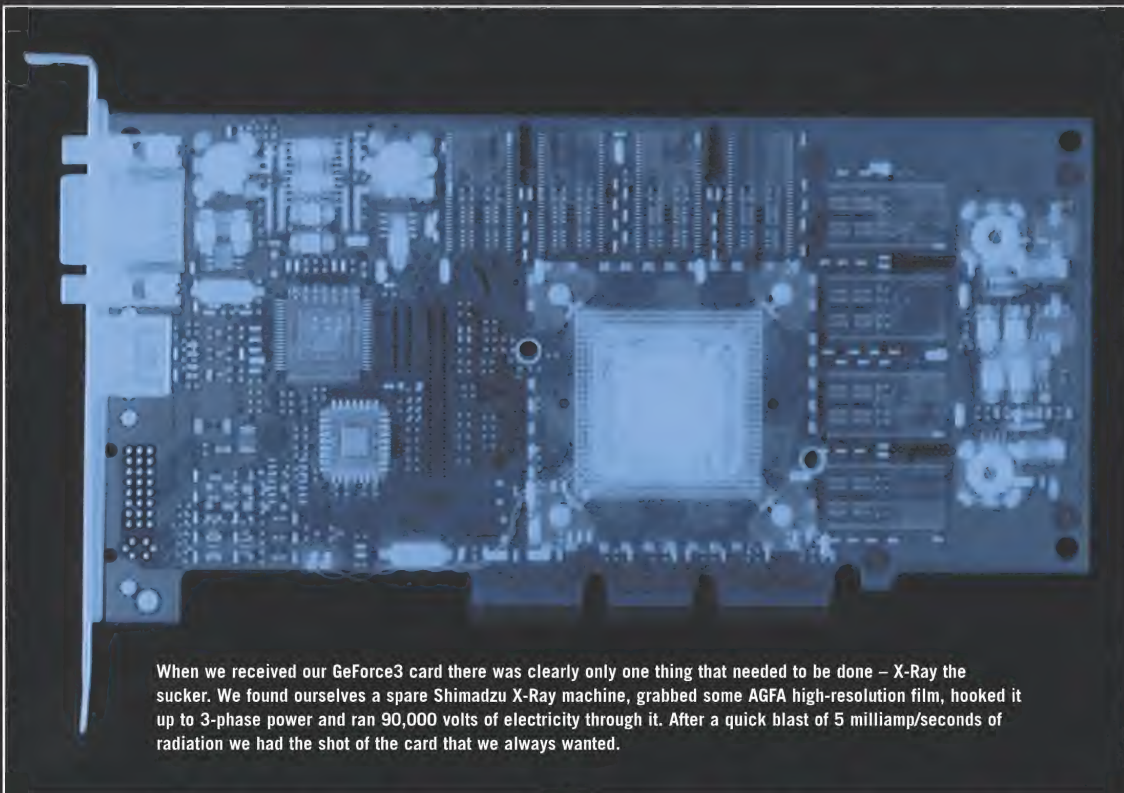 When we received our GeForce3 card there was clearly only one thing that needed to be done – X-Ray the
sucker. We found ourselves a spare Shimadzu X-Ray machine, grabbed some AGFA high-resolution film, hooked it
up to 3-phase power and ran 90,000 volts of electricity through it. After a quick blast of 5 milliamp/seconds of
radiation we had the shot of the card that we always wanted.